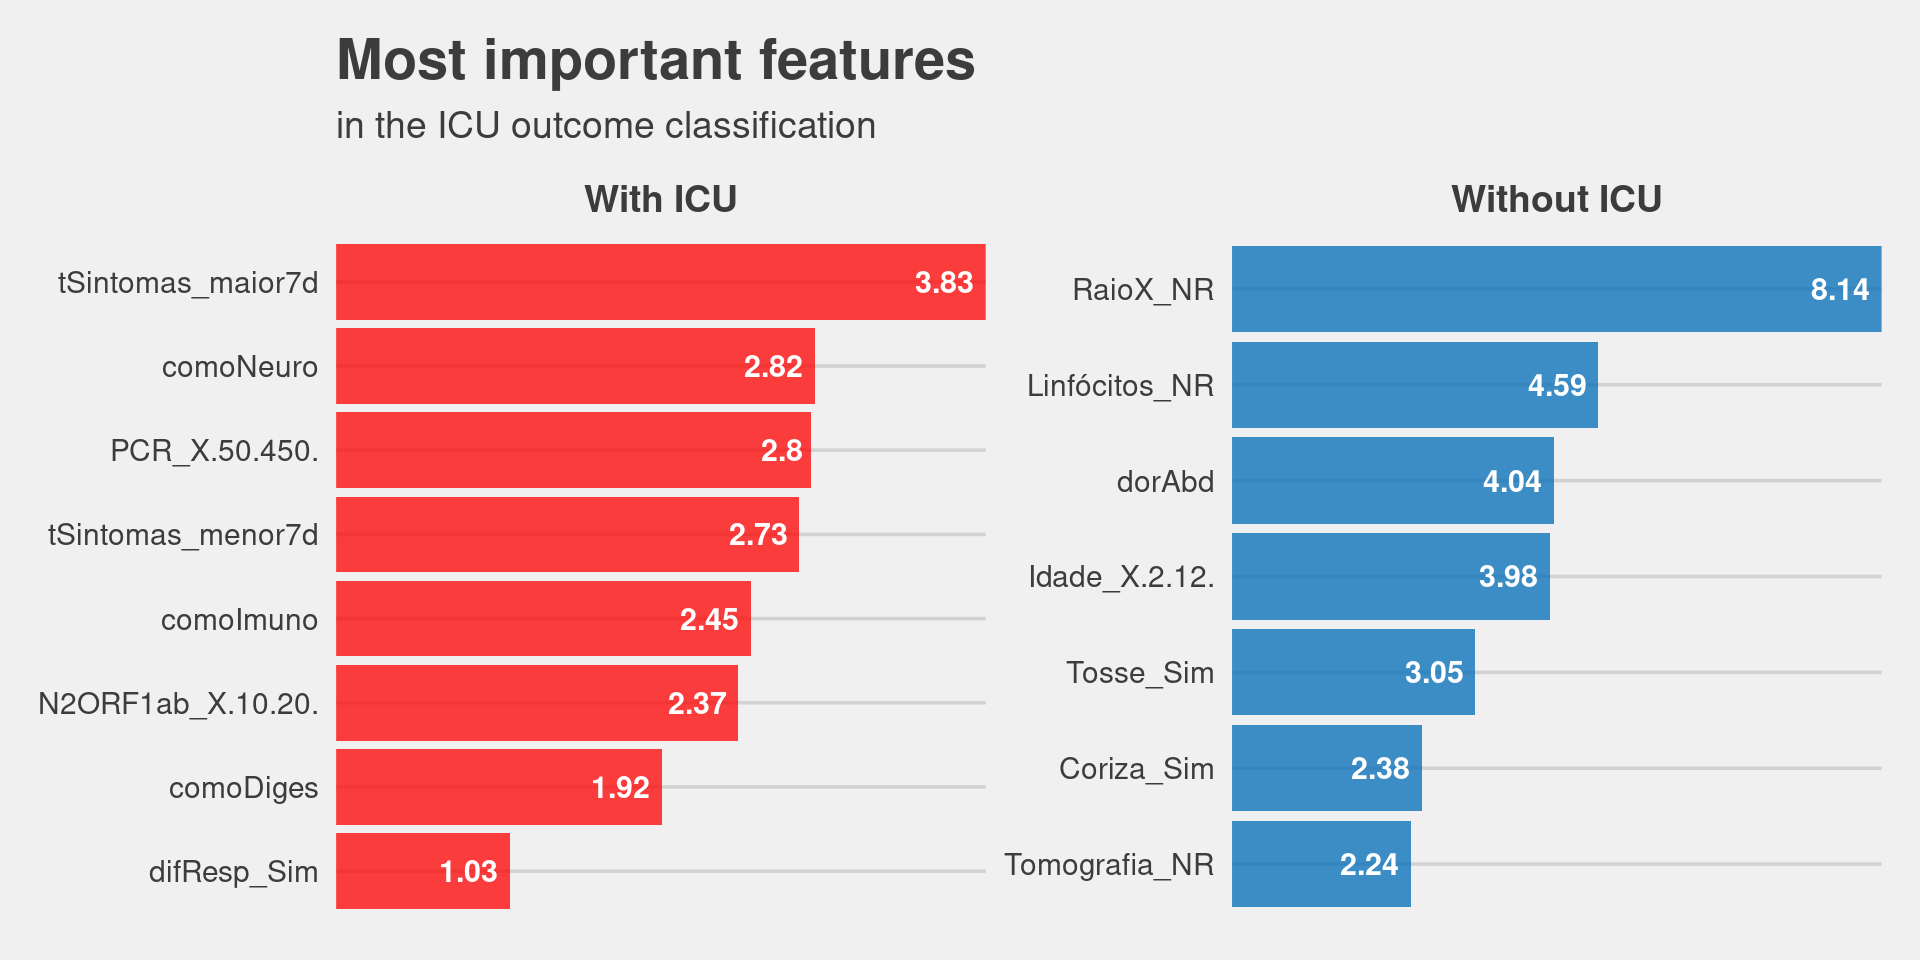 Most important features
in the ICU outcome classification
With ICU
tSintomas_maior7d 3.83
comoNeuro 2.82
PCR_X.50.450. 2.8
tSintomas_menor7d 2.73
comoImuno 2.45
N2ORF1ab_X.10.20. 2.37
comoDiges 1.92
difResp_Sim 1.03
Without ICU
RaioX_NR 8.14
Linfócitos_NR 4.59
dorAbd 4.04
Idade_X.2.12. 3.98
Tosse_Sim 3.05
Coriza_Sim 2.38
Tomografia_NR 2.24